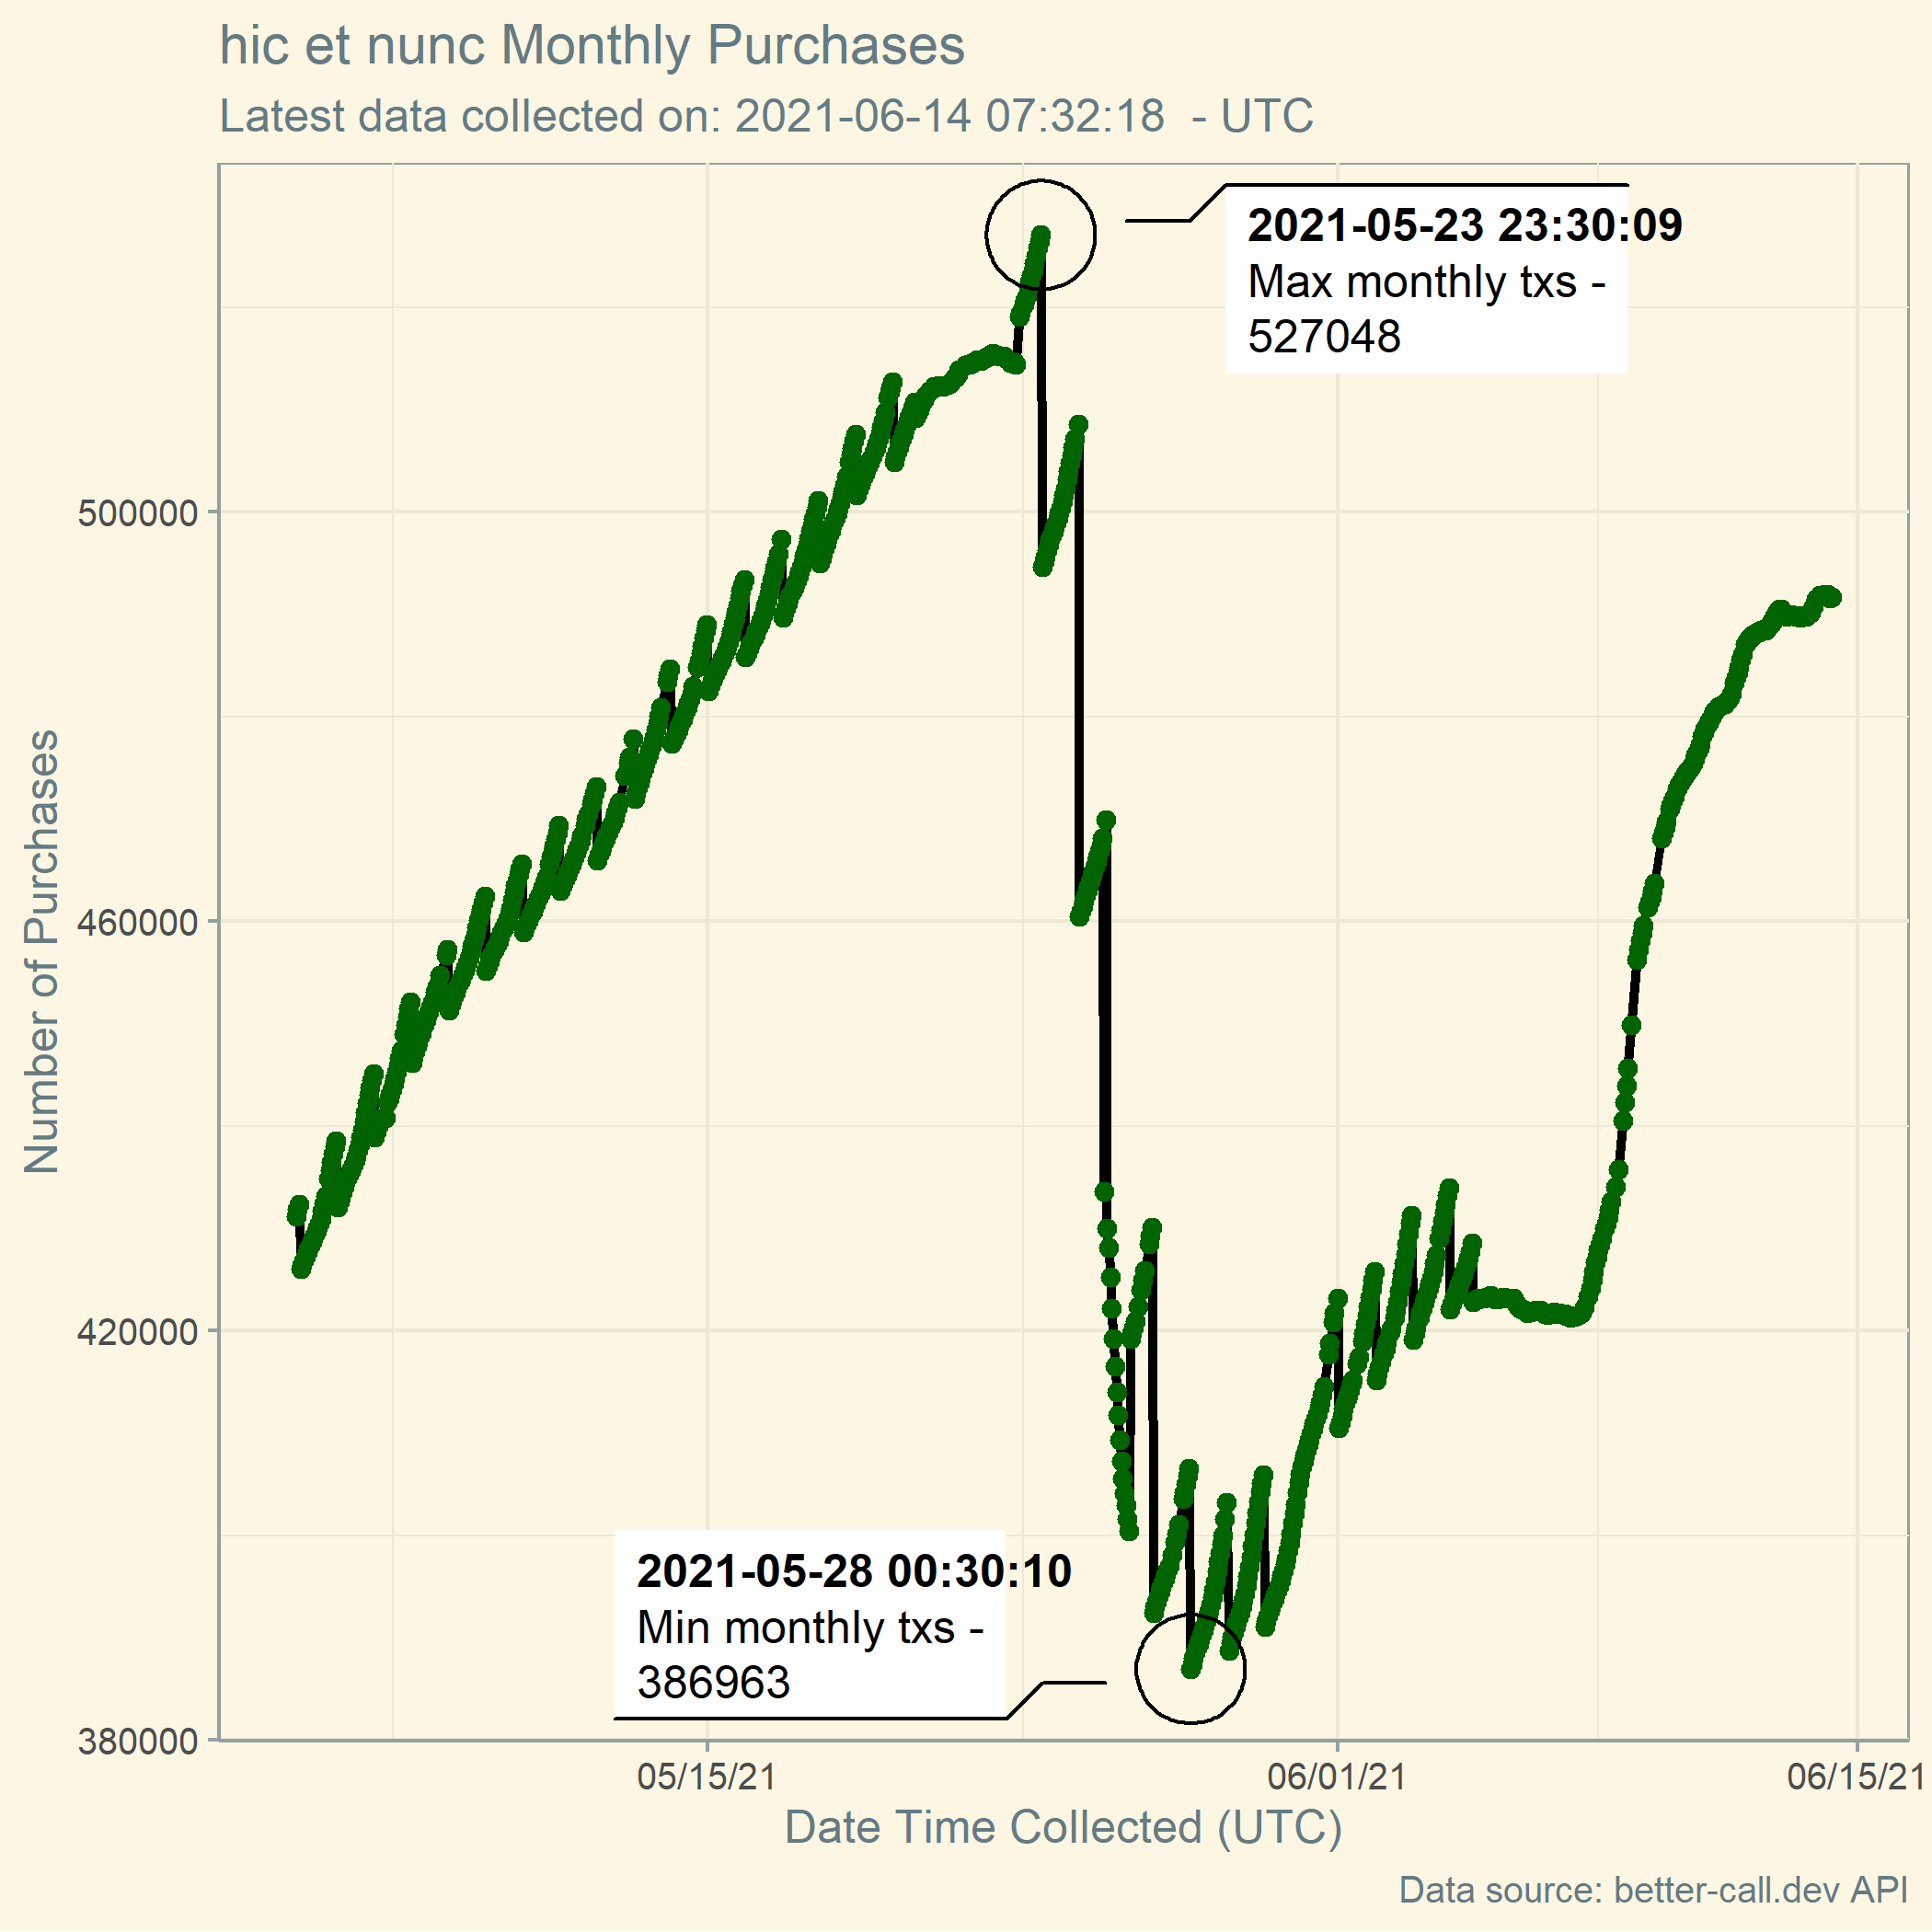 hic et nunc Monthly Purchases
Latest data collected on: 2021-06-14 07:32:18  - UTC
2021-05-23 23:30:09
Max monthly txs -
527048
500000
460000
420000
380000
Number of Purchases
2021-05-28 00:30:10
Min monthly txs -
386963
05/15/21
06/01/21
06/15/21
Date Time Collected (UTC)
Data source: better-call.dev API